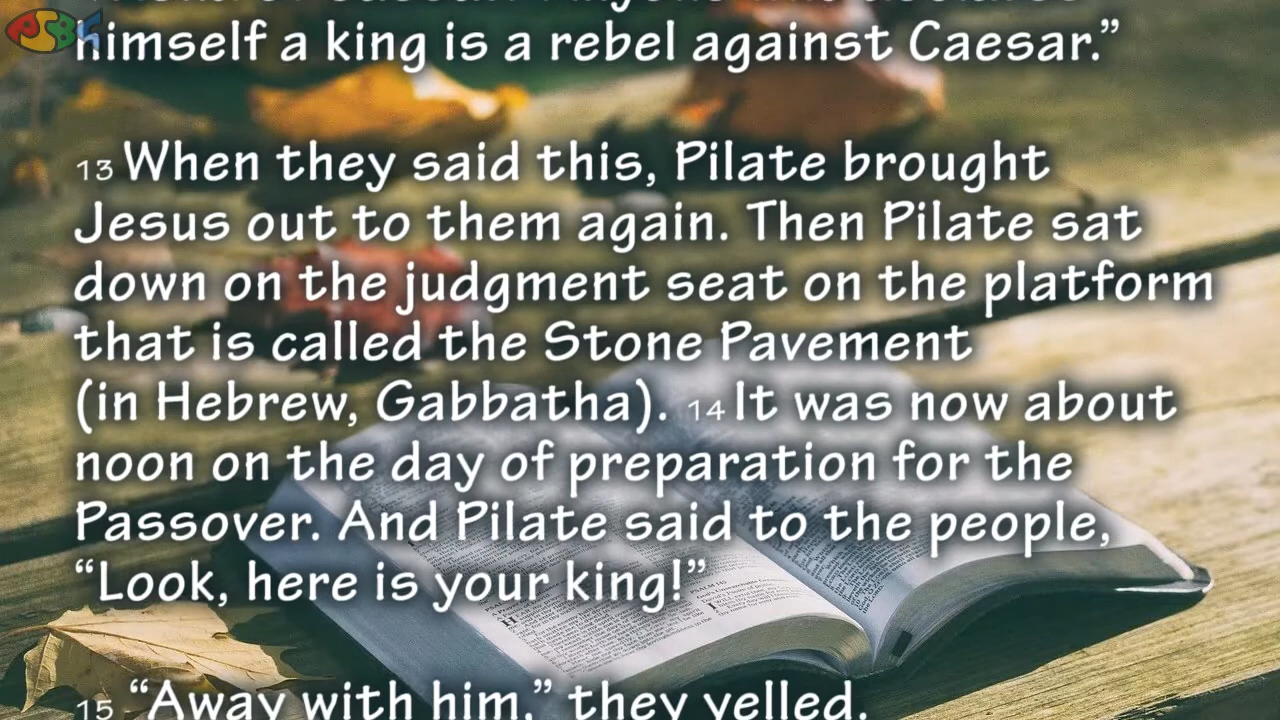 PSBC
himself a king is a rebel against Caesar.”
13 When they said this, Pilate brought
Jesus out to them again. Then Pilate sat
down on the judgment seat on the platform
that is called the Stone Pavement
(in Hebrew, Gabbatha). 14 It was now about
noon on the day of preparation for the
Passover. And Pilate said to the people,
“Look, here is your king!”
PSALM 145
15 “Away with him,” they yelled.